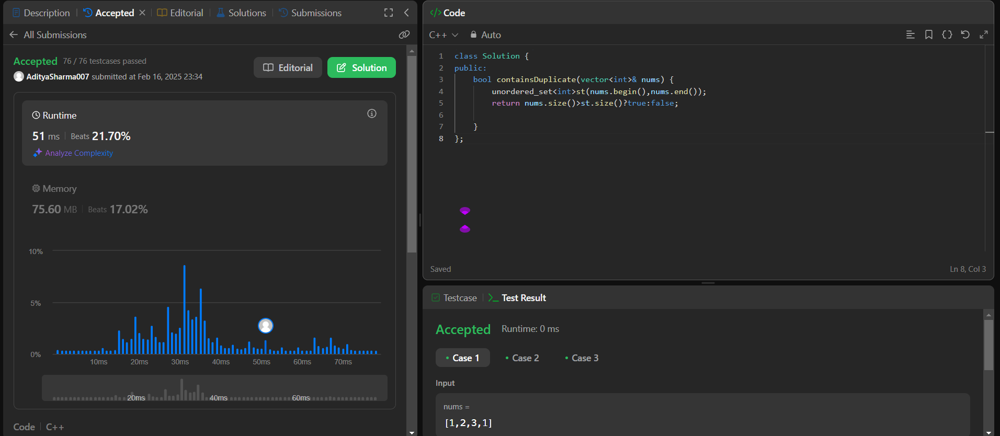 Description
Accepted
Editorial
Solutions
Submissions
All Submissions
Accepted 76 / 76 testcases passed
AdityaSharma007 submitted at Feb 16, 2025 23:34
Editorial
Solution
Runtime
51 ms Beats 21.70%
Analyze Complexity
Memory
75.60 MB Beats 17.02%
10%
5%
0%
10ms 20ms 30ms 40ms 50ms 60ms 70ms
20ms 40ms 60ms
Code C++
</> Code
C++ Auto
1 class Solution {
2 public:
3     bool containsDuplicate(vector<int>& nums) {
4         unordered_set<int>st(nums.begin(),nums.end());
5         return nums.size()>st.size()?true:false;
6
7     }
8 };
Saved
Ln 8, Col 3
Testcase
>_ Test Result
Accepted Runtime: 0 ms
• Case 1 • Case 2 • Case 3
Input
nums =
[1,2,3,1]